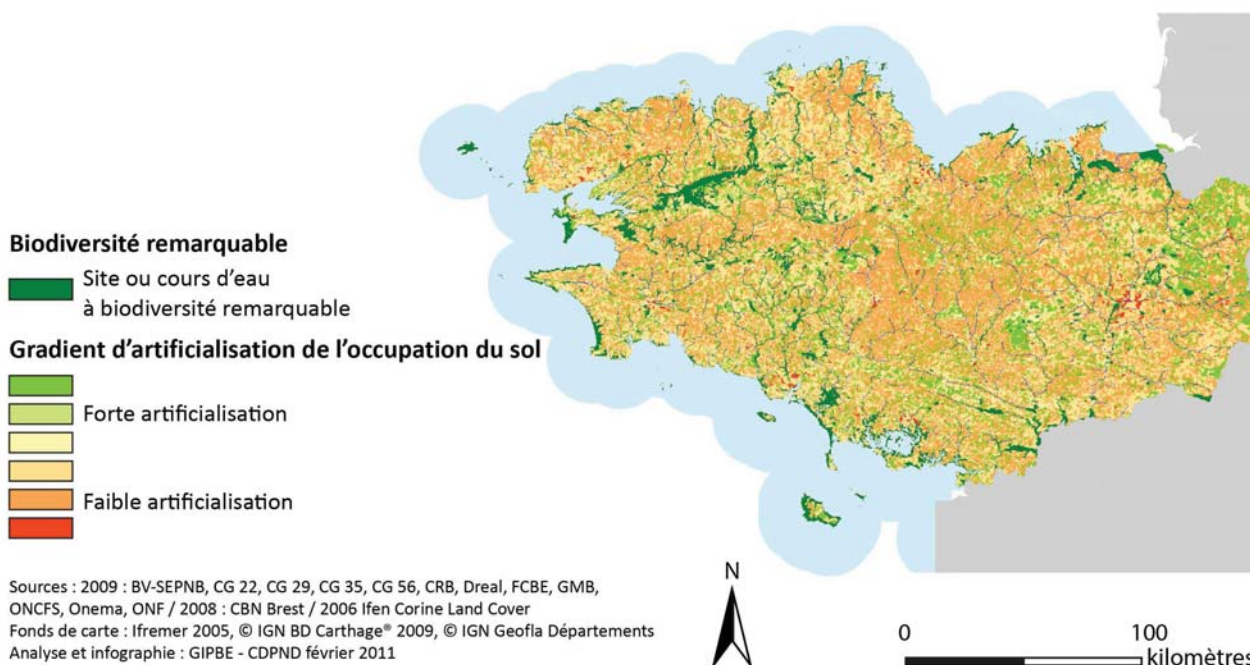 Biodiversité remarquable
Site ou cours d'eau
à biodiversité remarquable
Gradient d'artificialisation de l'occupation du sol
Forte artificialisation
Faible artificialisation
Sources : 2009 : BV-SEPNB, CG 22, CG 29, CG 35, CG 56, CRB, Dreal, FCBE, GMB,
ONCFS, Onema, ONF / 2008 : CBN Brest / 2006 Ifen Corine Land Cover
Fonds de carte : Ifremer 2005, © IGN BD Carthage® 2009, © IGN Geofla Départements
Analyse et infographie : GIPBE - CDPND février 2011
N
0 100
kilomètres